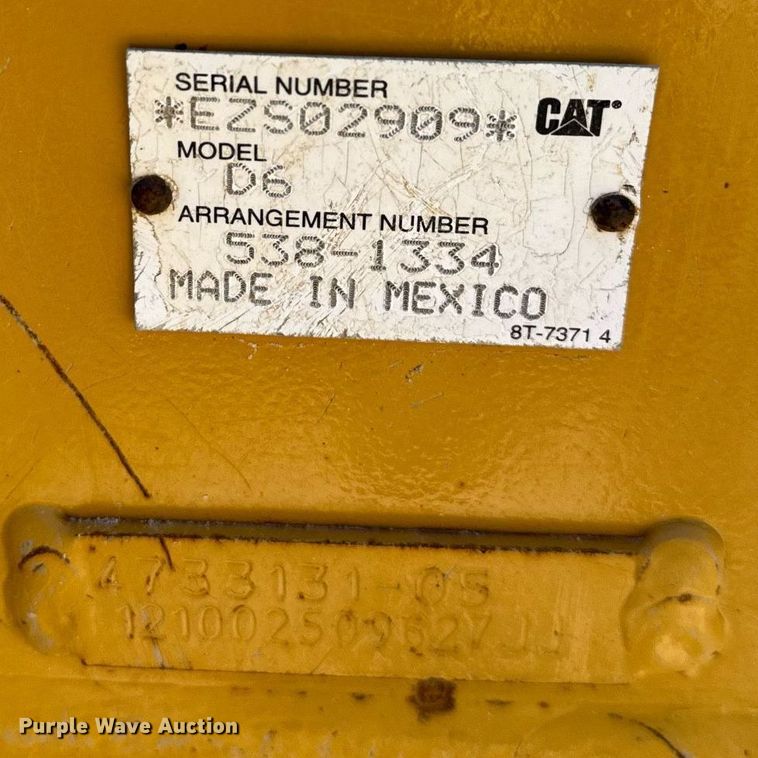 SERIAL NUMBER
*EZS02909* CAT®
MODEL
D6
ARRANGEMENT NUMBER
538-1334
MADE IN MEXICO
8T-7371 4
4733131-05
Purple Wave Auction